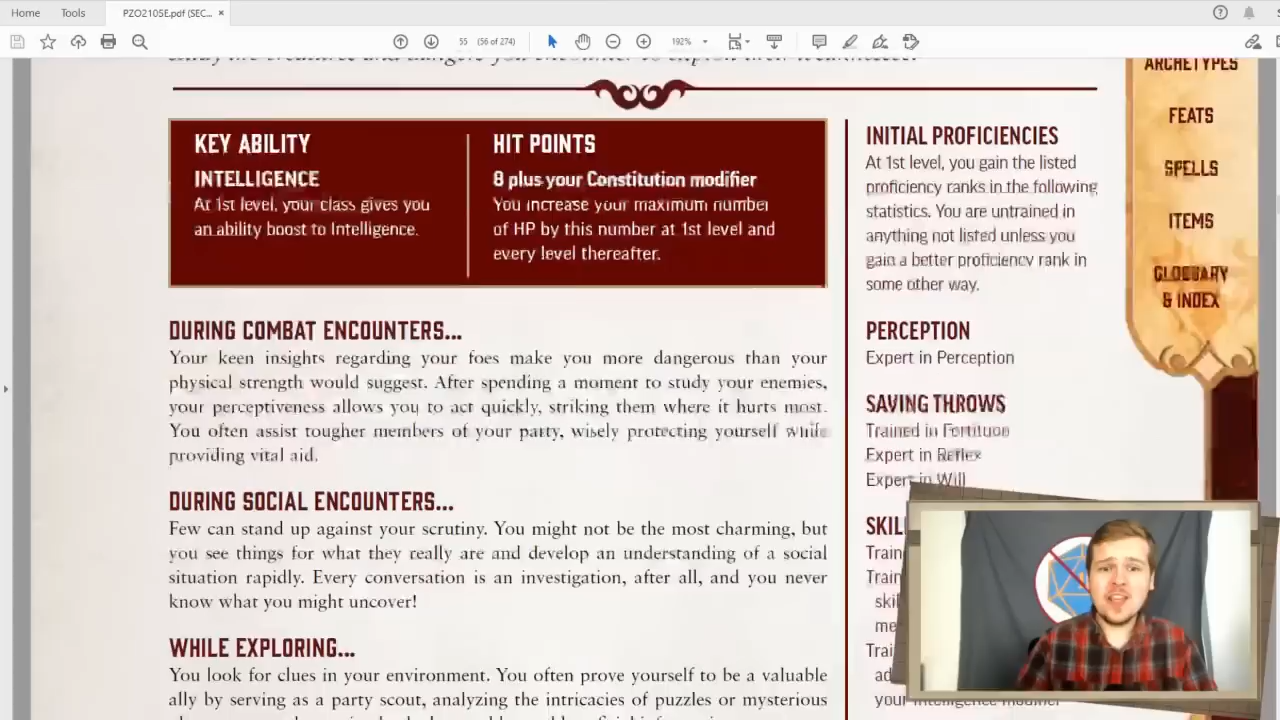 Home
Tools
PZO2105E.pdf (SEC...
55
(56 of 274)
192%
ARCHETYPES
FEATS
SPELLS
ITEMS
GLOSSARY
& INDEX
KEY ABILITY
INTELLIGENCE
At 1st level, your class gives you
an ability boost to Intelligence.
HIT POINTS
8 plus your Constitution modifier
You increase your maximum number
of HP by this number at 1st level and
every level thereafter.
DURING COMBAT ENCOUNTERS...
Your keen insights regarding your foes make you more dangerous than your
physical strength would suggest. After spending a moment to study your enemies,
your perceptiveness allows you to act quickly, striking them where it hurts most.
You often assist tougher members of your party, wisely protecting yourself while
providing vital aid.
DURING SOCIAL ENCOUNTERS...
Few can stand up against your scrutiny. You might not be the most charming, but
you see things for what they really are and develop an understanding of a social
situation rapidly. Every conversation is an investigation, after all, and you never
know what you might uncover!
WHILE EXPLORING...
You look for clues in your environment. You often prove yourself to be a valuable
ally by serving as a party scout, analyzing the intricacies of puzzles or mysterious
INITIAL PROFICIENCIES
At 1st level, you gain the listed
proficiency ranks in the following
statistics. You are untrained in
anything not listed unless you
gain a better proficiency rank in
some other way.
PERCEPTION
Expert in Perception
SAVING THROWS
Trained in Fortitude
Expert in Reflex
Expert in Will
your Intelligence modifier